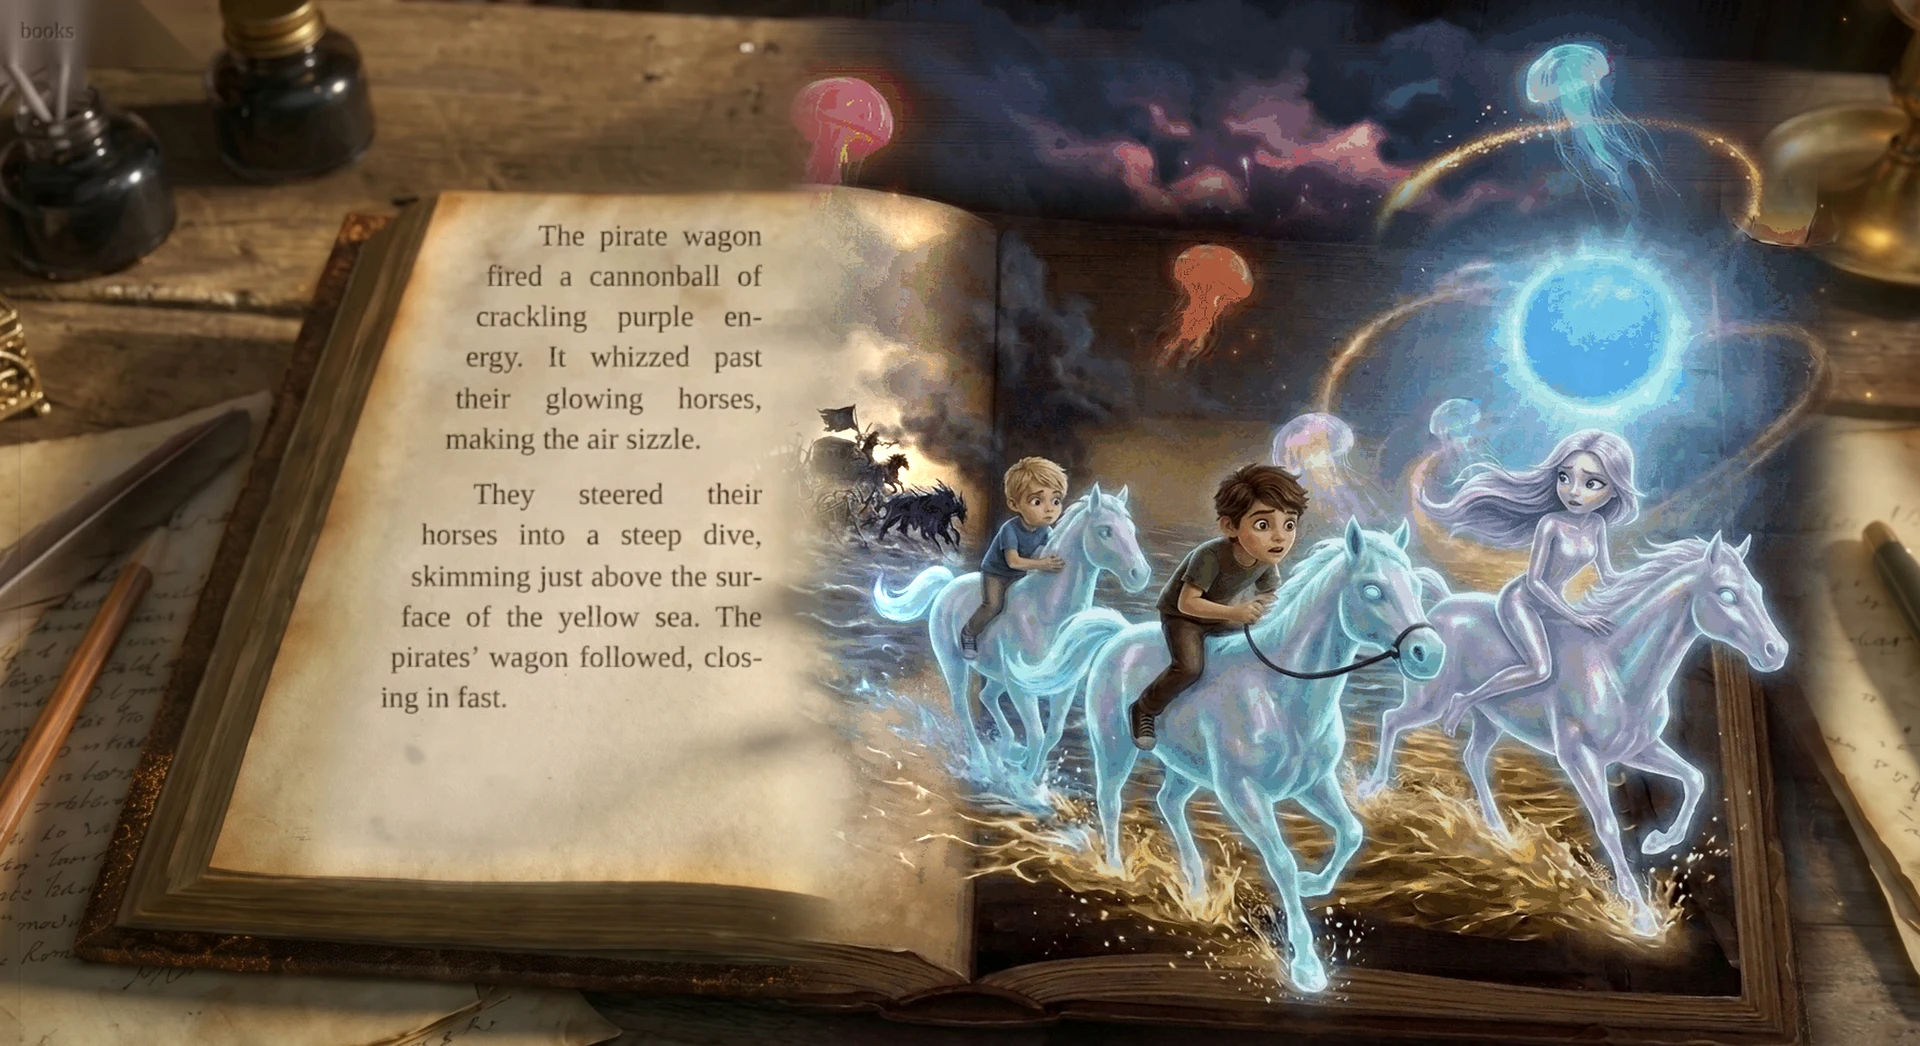 books
The pirate wagon
fired a cannonball of
crackling purple en-
ergy. It whizzed past
their glowing horses,
making the air sizzle.
They steered their
horses into a steep dive,
skimming just above the sur-
face of the yellow sea. The
pirates’ wagon followed, clos-
ing in fast.